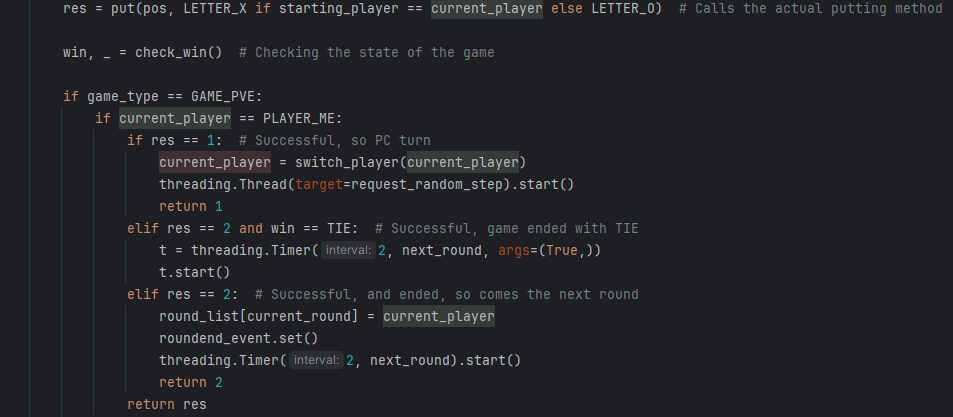 res = put(pos, LETTER_X if starting_player == current_player else LETTER_O)  # Calls the actual putting method
win, _ = check_win()  # Checking the state of the game
if game_type == GAME_PVE:
if current_player == PLAYER_ME:
if res == 1:  # Successful, so PC turn
current_player = switch_player(current_player)
threading.Thread(target=request_random_step).start()
return 1
elif res == 2 and win == TIE:  # Successful, game ended with TIE
t = threading.Timer(interval: 2, next_round, args=(True,))
t.start()
elif res == 2:  # Successful, and ended, so comes the next round
round_list[current_round] = current_player
roundend_event.set()
threading.Timer(interval: 2, next_round).start()
return 2
return res